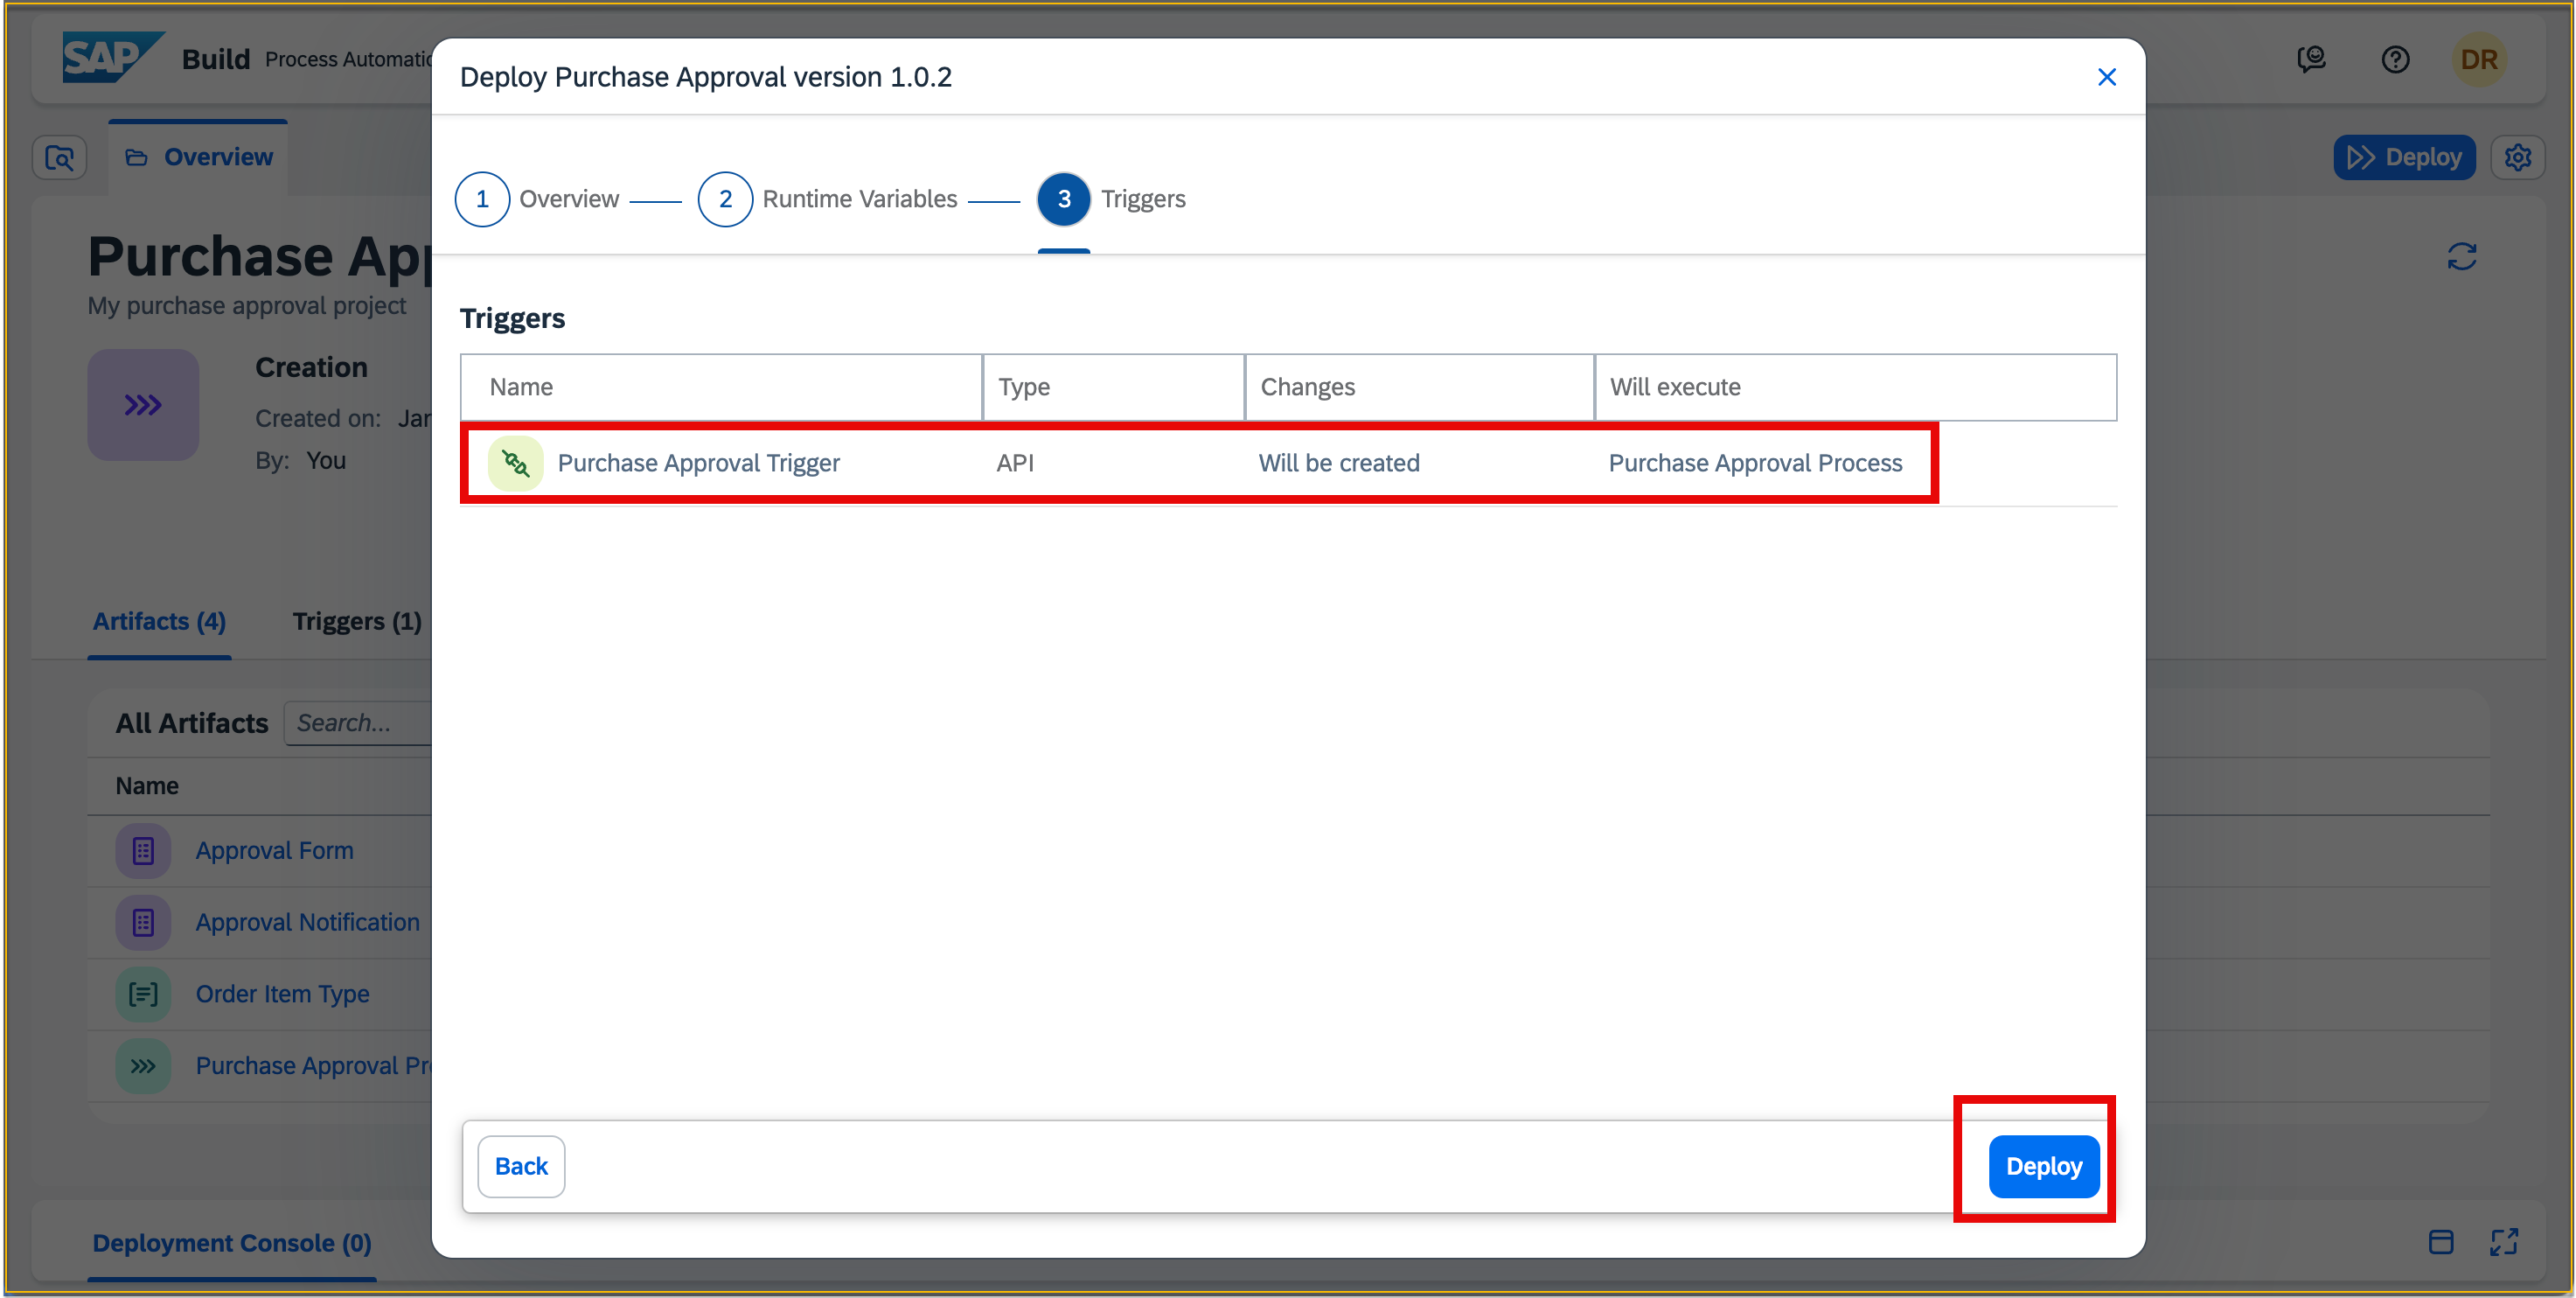 SAP Build Process Automatio
DR
Overview
Deploy
Purchase App
My purchase approval project
Creation
Created on: Jan
By: You
Artifacts (4) Triggers (1)
All Artifacts Search...
Name
Approval Form
Approval Notification
Order Item Type
Purchase Approval Pr
Deployment Console (0)
Deploy Purchase Approval version 1.0.2
1 Overview 2 Runtime Variables 3 Triggers
Triggers
Name Type Changes Will execute
Purchase Approval Trigger API Will be created Purchase Approval Process
Back Deploy